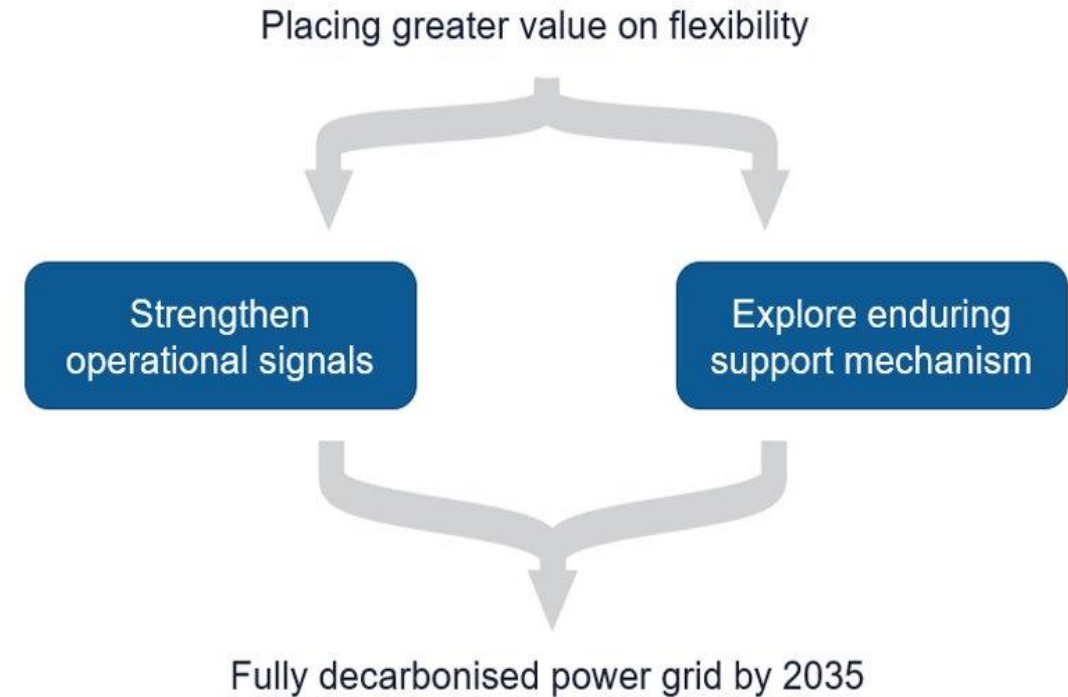 Placing greater value on flexibility
Strengthen
operational signals
Explore enduring
support mechanism
Fully decarbonised power grid by 2035